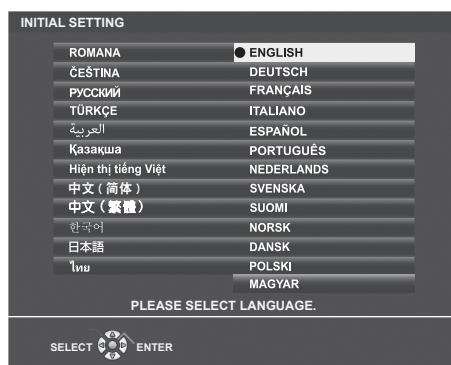 INITIAL SETTING
ROMANA
ENGLISH
ČEŠTINA
DEUTSCH
РУССКИЙ
FRANÇAIS
TÜRKÇE
ITALIANO
العربية
ESPAÑOL
Қазақша
PORTUGUÊS
Hiện thị tiếng Việt
NEDERLANDS
中文 (简体)
SVENSKA
中文 (繁體)
SUOMI
한국어
NORSK
日本語
DANSK
ไทย
POLSKI
MAGYAR
PLEASE SELECT LANGUAGE.
SELECT ENTER